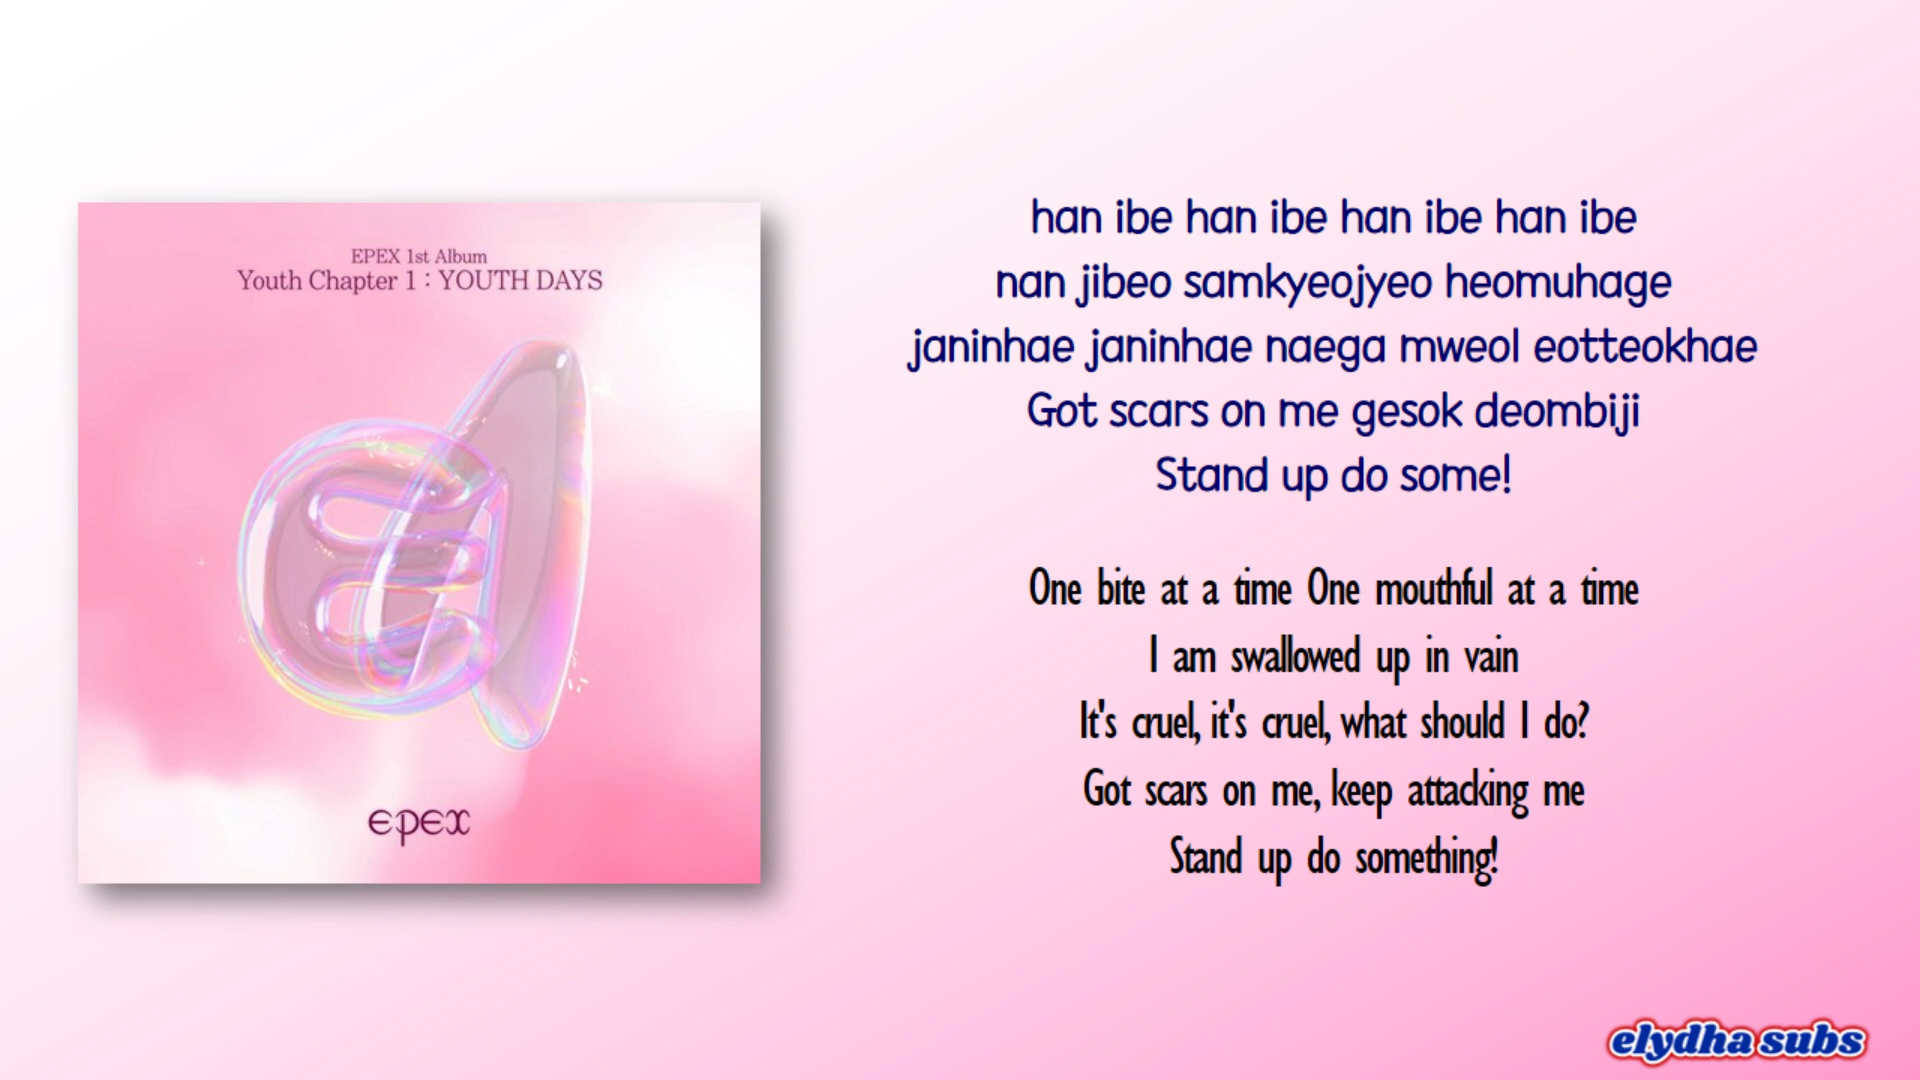 EPEX 1st Album
Youth Chapter 1 : YOUTH DAYS
epex
han ibe han ibe han ibe han ibe
nan jibeo samkyeojyeo heomuhage
janinhae janinhae naega mweol eotteokhae
Got scars on me gesok deombiji
Stand up do some!
One bite at a time One mouthful at a time
I am swallowed up in vain
It's cruel, it's cruel, what should I do?
Got scars on me, keep attacking me
Stand up do something!
elydha subs